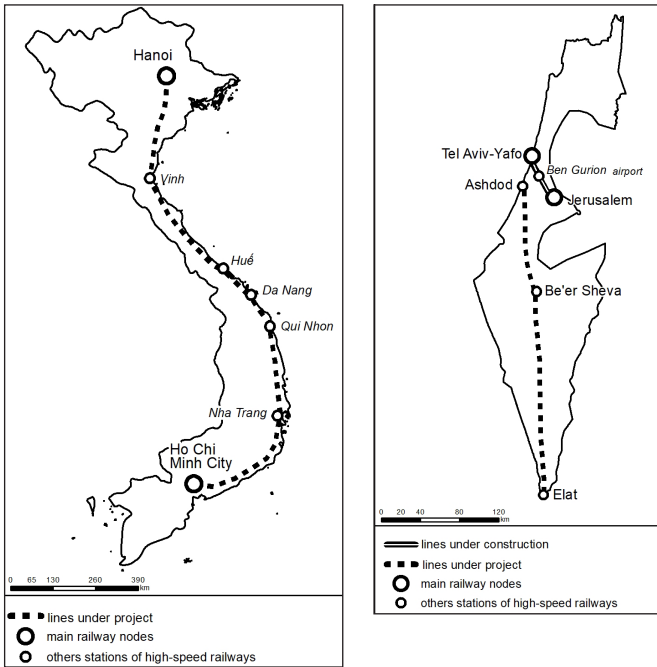 Hanoi
Vinh
Huế
Da Nang
Qui Nhon
Nha Trang
Ho Chi
Minh City
0 65 130 260 390
km
lines under project
main railway nodes
others stations of high-speed railways
Tel Aviv-Yafo
Ben Gurion airport
Ashdod
Jerusalem
Be'er Sheva
Elat
0 20 40 80 120
km
lines under construction
lines under project
main railway nodes
others stations of high-speed railways